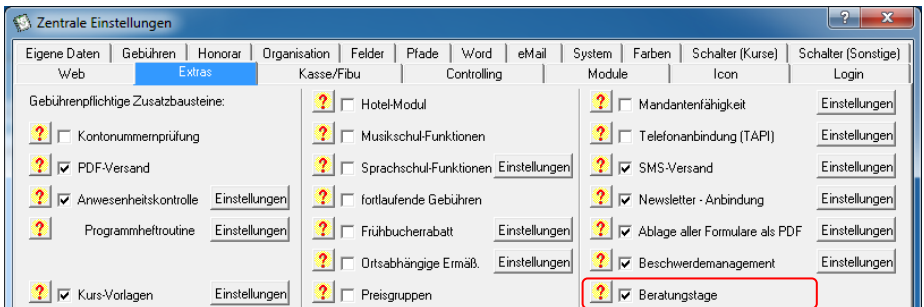 Zentrale Einstellungen
? x
Eigene Daten Gebühren Honorar Organisation Felder Pfade Word eMail System Farben Schalter (Kurse) Schalter (Sonstige)
Web Extras Kasse/Fibu Controlling Module Icon Login
Gebührenpflichtige Zusatzbausteine:
? Kontonummernprüfung
? PDF-Versand
? Anwesenheitskontrolle Einstellungen
? Programmheftroutine Einstellungen
? Kurs-Vorlagen Einstellungen
? Hotel-Modul
? Musikschul-Funktionen
? Sprachschul-Funktionen Einstellungen
? fortlaufende Gebühren
? Frühbucherrabatt Einstellungen
? Ortsabhängige Ermäß. Einstellungen
? Preisgruppen
? Mandantenfähigkeit Einstellungen
? Telefonanbindung (TAPI) Einstellungen
? SMS-Versand Einstellungen
? Newsletter - Anbindung Einstellungen
? Ablage aller Formulare als PDF Einstellungen
? Beschwerdemanagement Einstellungen
? Beratungstage